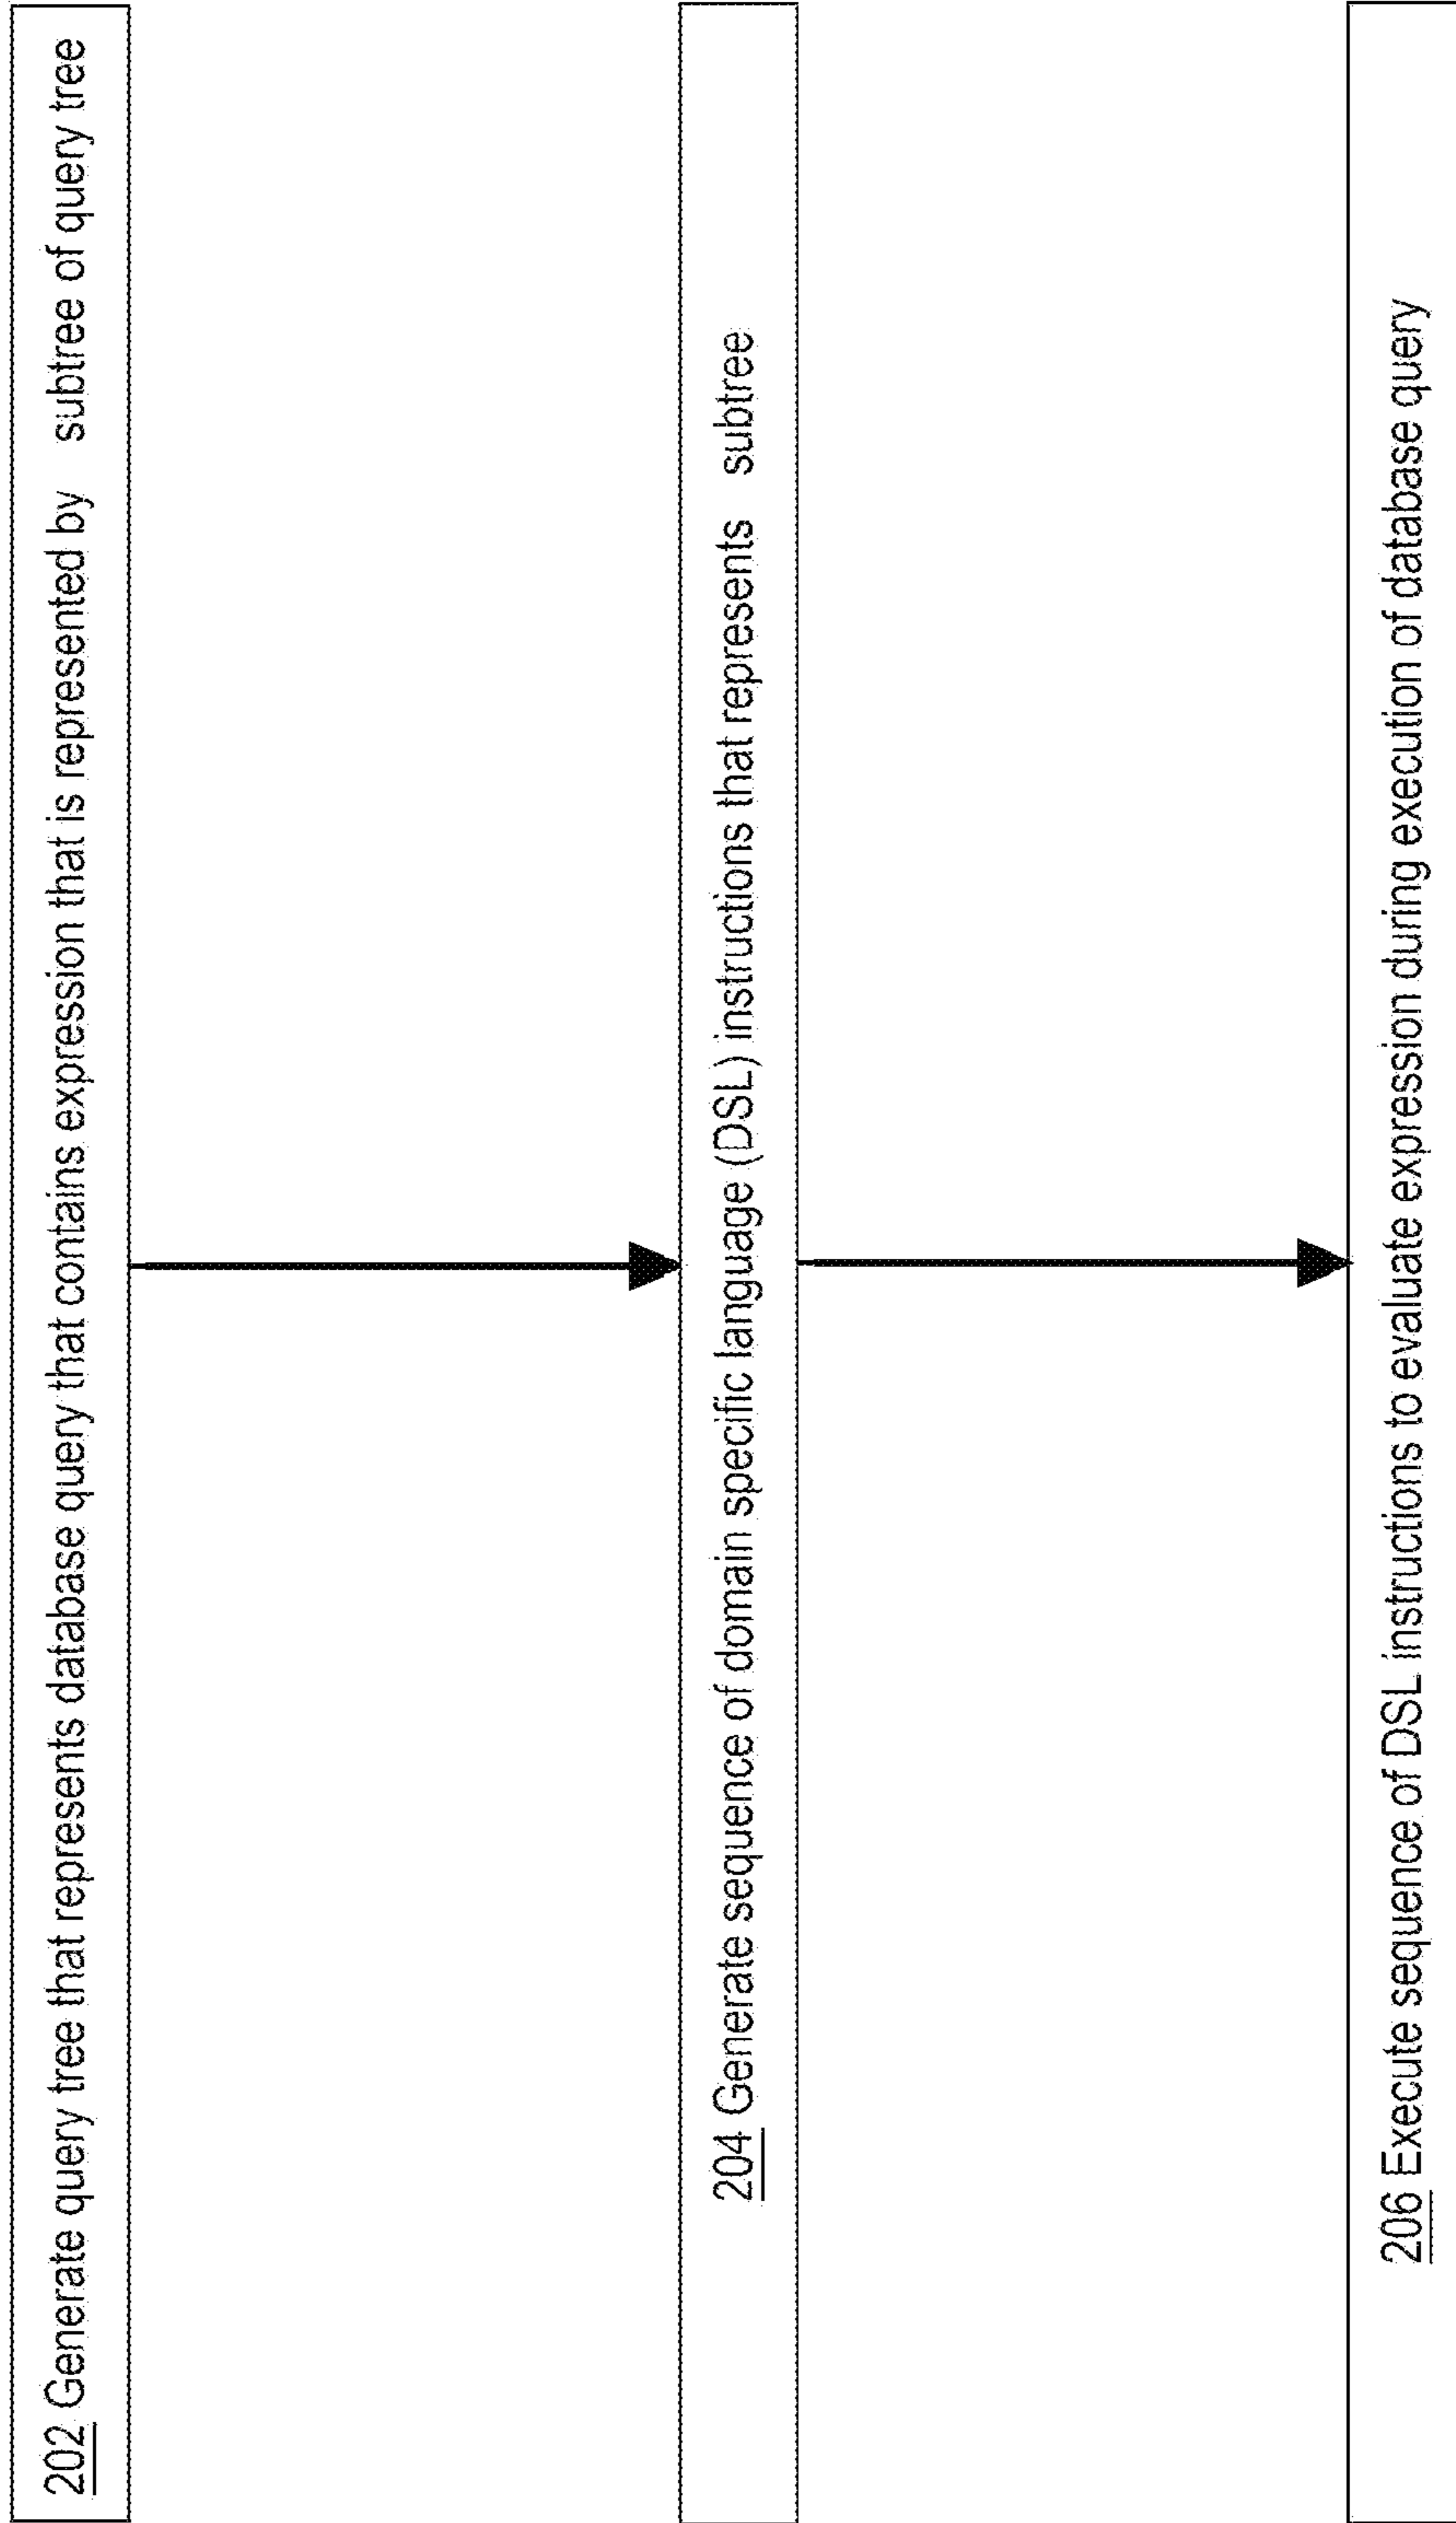 202 Generate query tree that represents database query that contains expression that is represented by subtree of query tree
204 Generate sequence of domain specific language (DSL) instructions that represents subtree
206 Execute sequence of DSL instructions to evaluate expression during execution of database query